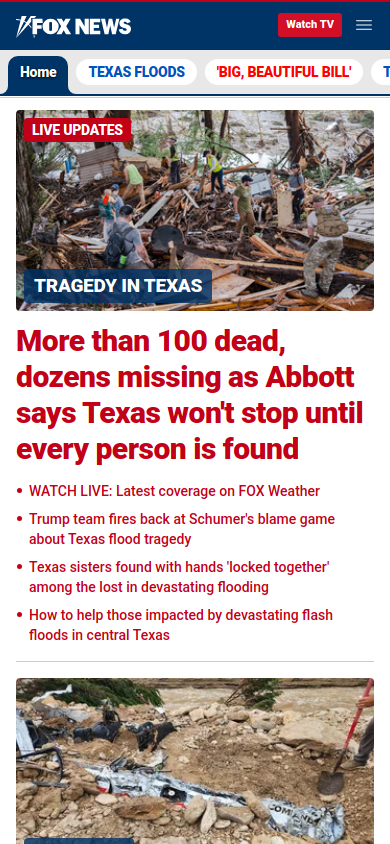 FOX NEWS
Watch TV
Home
TEXAS FLOODS
'BIG, BEAUTIFUL BILL'
LIVE UPDATES
TRAGEDY IN TEXAS
More than 100 dead,
dozens missing as Abbott
says Texas won't stop until
every person is found
• WATCH LIVE: Latest coverage on FOX Weather
• Trump team fires back at Schumer's blame game
about Texas flood tragedy
• Texas sisters found with hands 'locked together'
among the lost in devastating flooding
• How to help those impacted by devastating flash
floods in central Texas